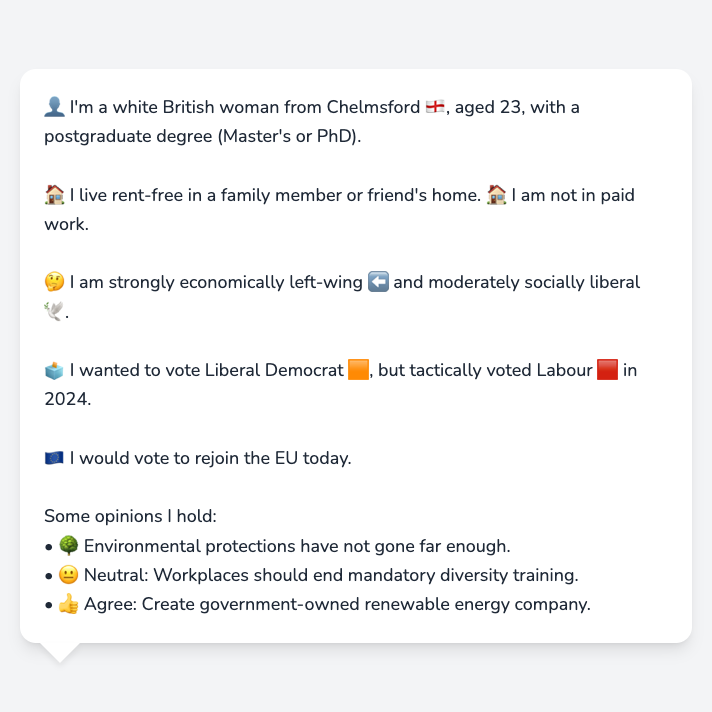 👤 I'm a white British woman from Chelmsford 🏴󠁧󠁢󠁥󠁮󠁧󠁿, aged 23, with a
postgraduate degree (Master's or PhD).
🏠 I live rent-free in a family member or friend's home. 🏠 I am not in paid
work.
🤔 I am strongly economically left-wing ⬅️ and moderately socially liberal
🕊️.
🗳️ I wanted to vote Liberal Democrat 🟧, but tactically voted Labour 🟥 in
2024.
🇪🇺 I would vote to rejoin the EU today.
Some opinions I hold:
• 🌳 Environmental protections have not gone far enough.
• 😐 Neutral: Workplaces should end mandatory diversity training.
• 👍 Agree: Create government-owned renewable energy company.